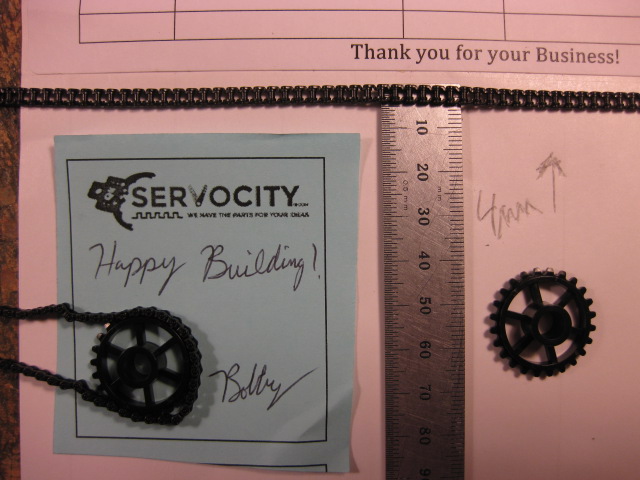 Thank you for your Business!
SERVOCITY.COM
WE HAVE THE PARTS FOR YOUR IDEAS
Happy Building!
Bobby
4mm
10
20
30
40
50
60
70
80